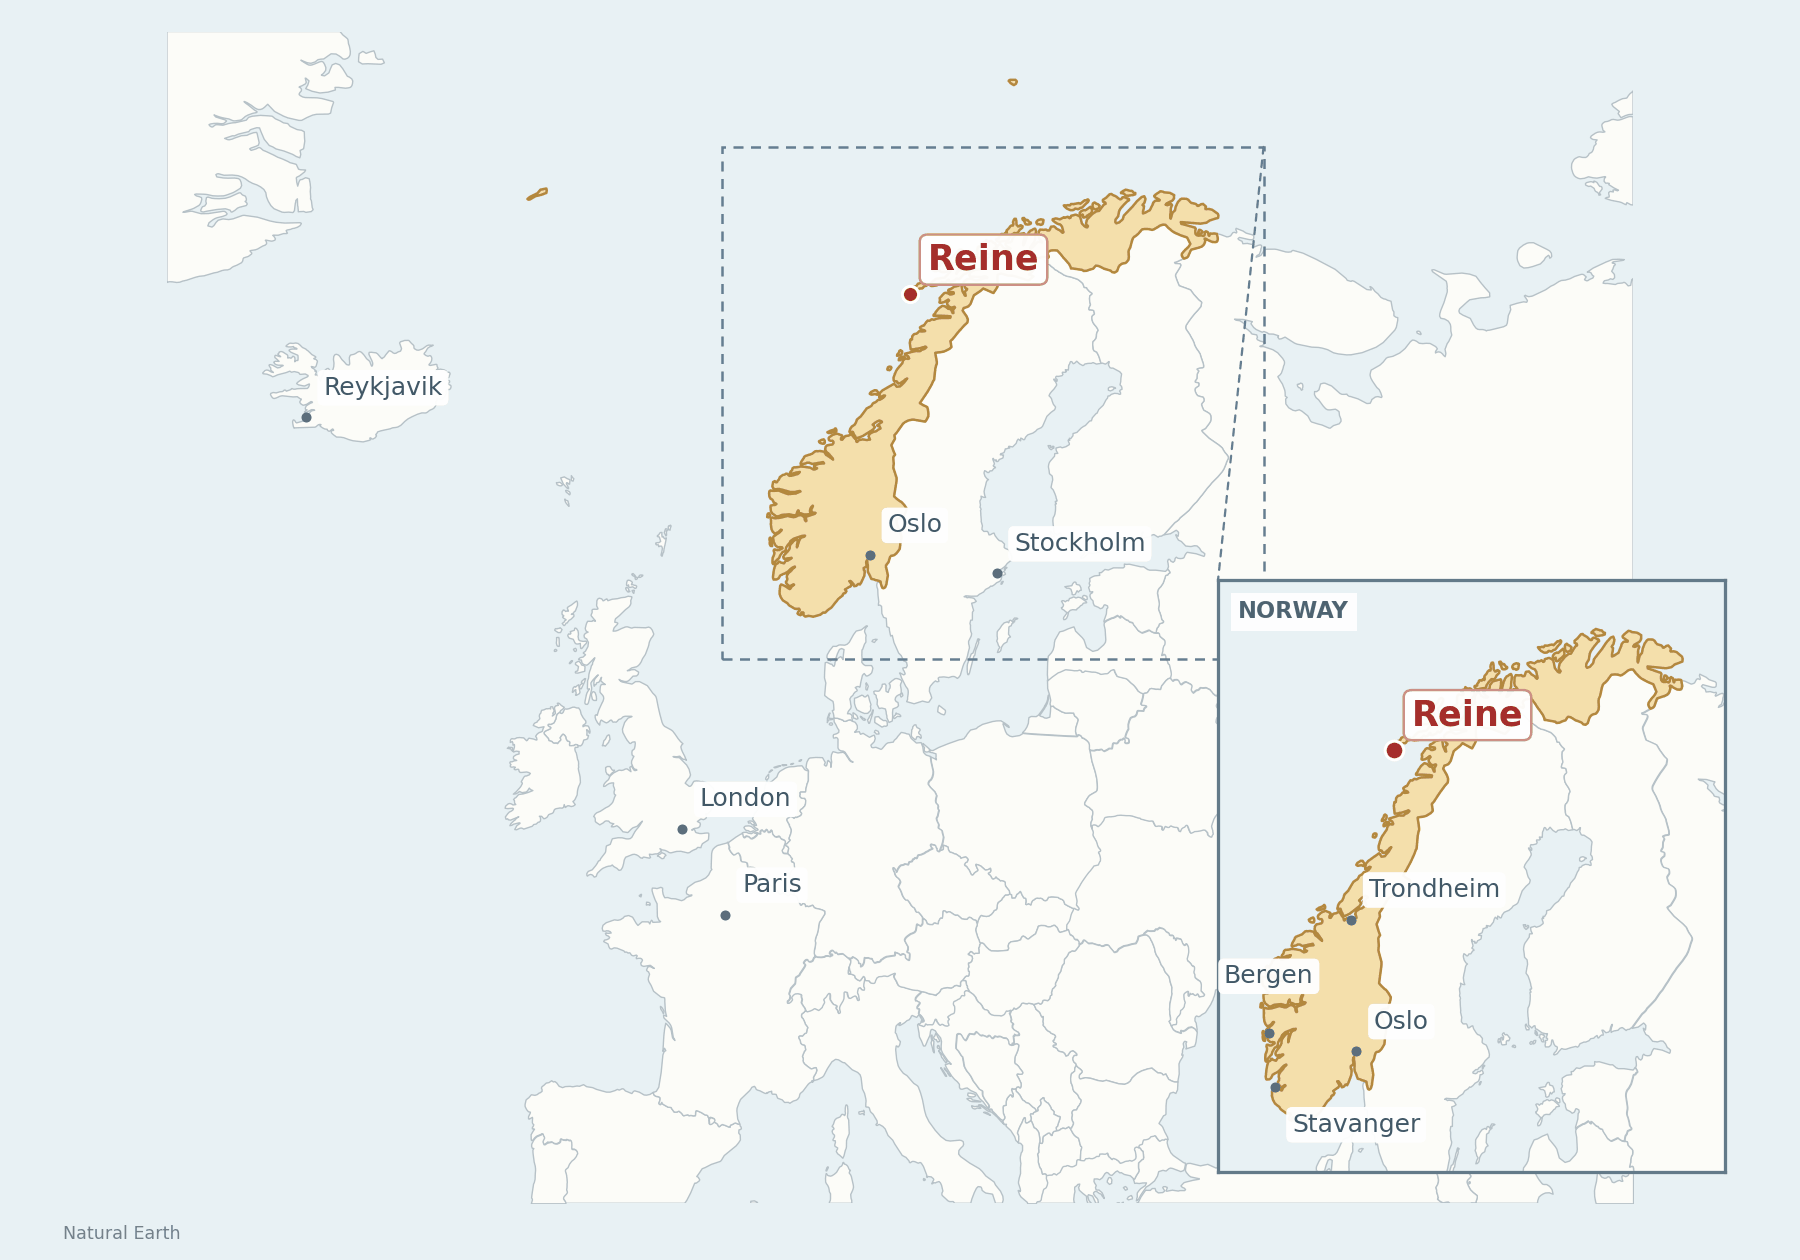 Reine
Reykjavik
Oslo
Stockholm
London
Paris
NORWAY
Reine
Trondheim
Bergen
Oslo
Stavanger
Natural Earth